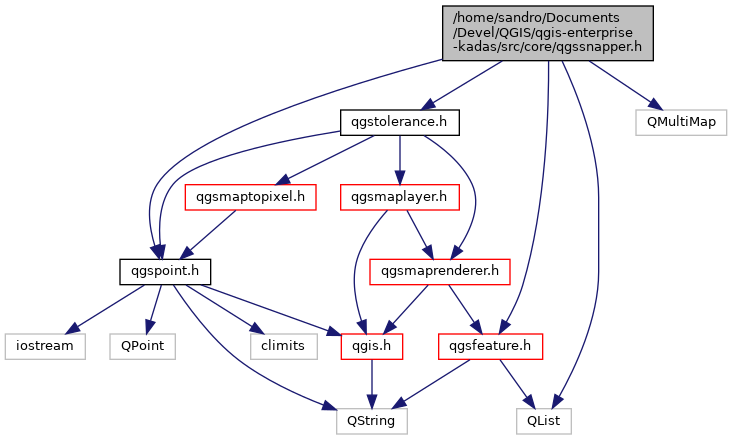 /home/sandro/Documents
/Devel/QGIS/qgis-enterprise
-kadas/src/core/qgssnapper.h
qgstolerance.h
QMultiMap
qgsmaptopixel.h
qgsmaplayer.h
qgspoint.h
qgsmaprenderer.h
iostream
QPoint
climits
qgis.h
qgsfeature.h
QString
QList